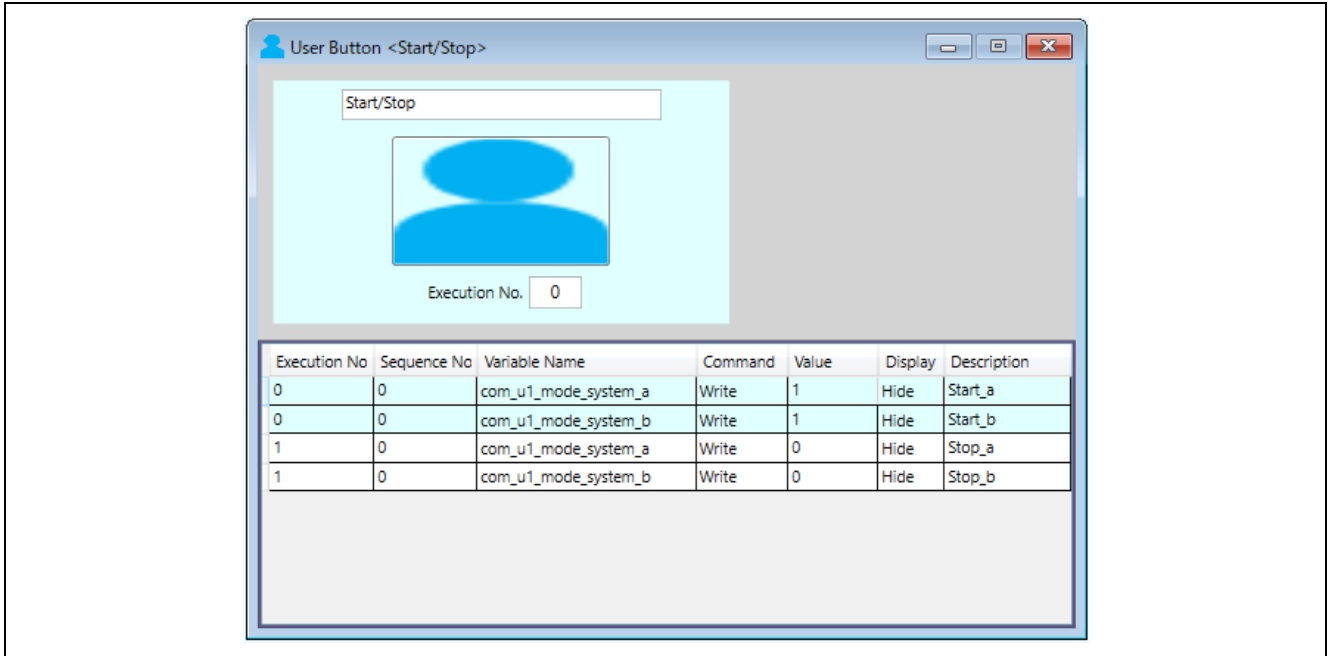 User Button <Start/Stop>
Start/Stop
Execution No. 0
Execution No Sequence No Variable Name Command Value Display Description
0 0 com_u1_mode_system_a Write 1 Hide Start_a
0 0 com_u1_mode_system_b Write 1 Hide Start_b
1 0 com_u1_mode_system_a Write 0 Hide Stop_a
1 0 com_u1_mode_system_b Write 0 Hide Stop_b